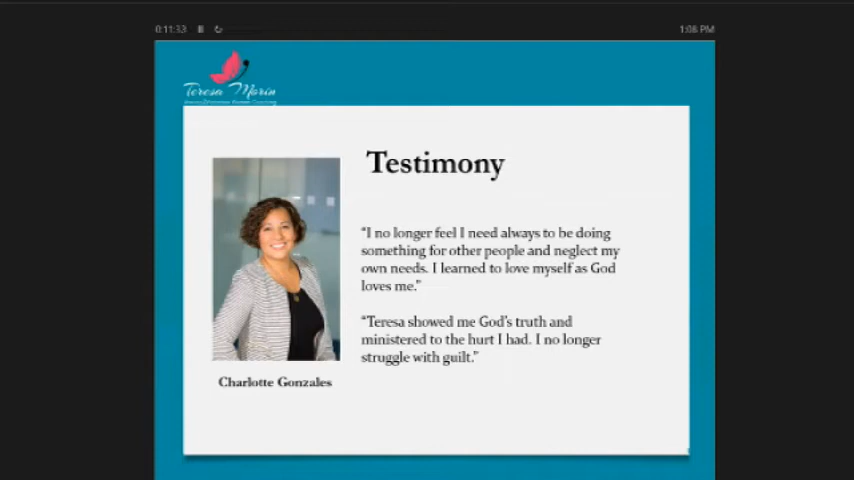 0:11:33
1:06 PM
Teresa Morin
Testimony
“I no longer feel I need always to be doing
something for other people and neglect my
own needs. I learned to love myself as God
loves me.”
“Teresa showed me God’s truth and
ministered to the hurt I had. I no longer
struggle with guilt.”
Charlotte Gonzales